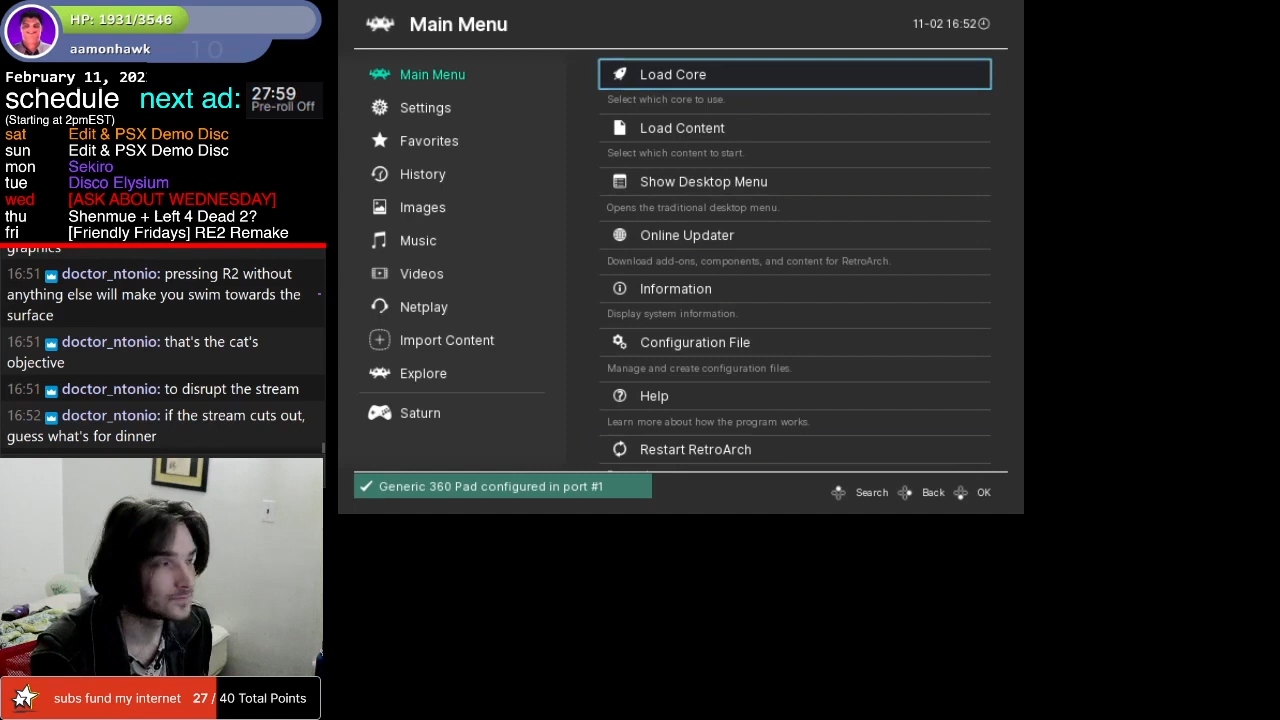 HP: 1931/3546
aamonhawk
10
February 11, 202
schedule next ad: 27:59
Pre-roll Off
(Starting at 2pmEST)
sat Edit & PSX Demo Disc
sun Edit & PSX Demo Disc
mon Sekiro
tue Disco Elysium
wed [ASK ABOUT WEDNESDAY]
thu Shenmue + Left 4 Dead 2?
fri [Friendly Fridays] RE2 Remake
graphics
16:51 doctor_ntonio: pressing R2 without
anything else will make you swim towards the
surface
16:51 doctor_ntonio: that's the cat's
objective
16:51 doctor_ntonio: to disrupt the stream
16:52 doctor_ntonio: if the stream cuts out,
guess what's for dinner
subs fund my internet 27 / 40 Total Points
Main Menu
11-02 16:52
Main Menu
Settings
Favorites
History
Images
Music
Videos
Netplay
Import Content
Explore
Saturn
Load Core
Select which core to use.
Load Content
Select which content to start.
Show Desktop Menu
Opens the traditional desktop menu.
Online Updater
Download add-ons, components, and content for RetroArch.
Information
Display system information.
Configuration File
Manage and create configuration files.
Help
Learn more about how the program works.
Restart RetroArch
Generic 360 Pad configured in port #1
Search Back OK